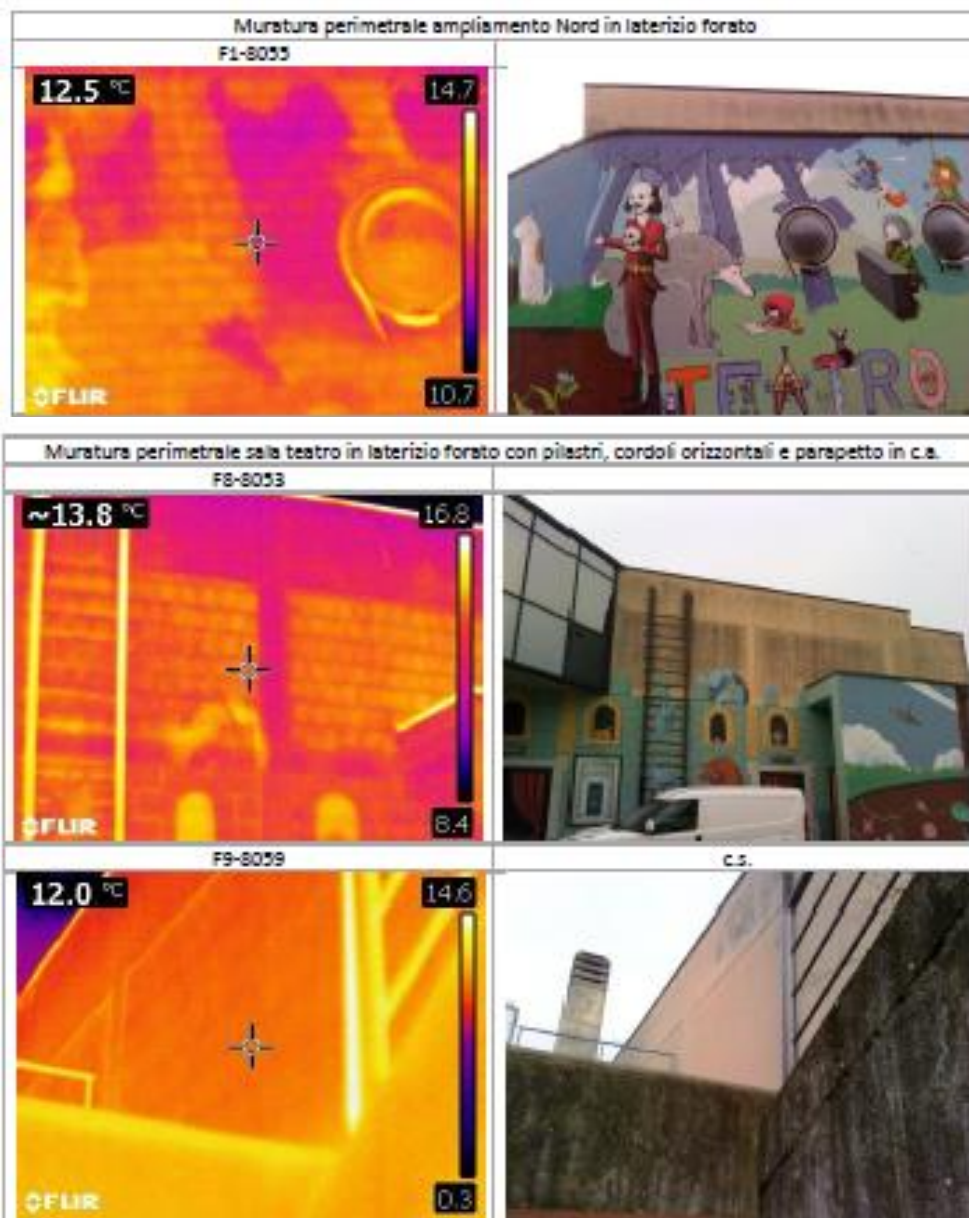 Muratura perimetrale ampliamento Nord in laterizio forato
F1-8055
12.5 °C
14.7
10.7
FLIR
TEATRO
Muratura perimetrale sala teatro in laterizio forato con pilastri, cordoli orizzontali e parapetto in c.a.
F8-8053
~13.8 °C
16.8
8.4
FLIR
F9-8059
c.s.
12.0 °C
14.6
0.3
FLIR